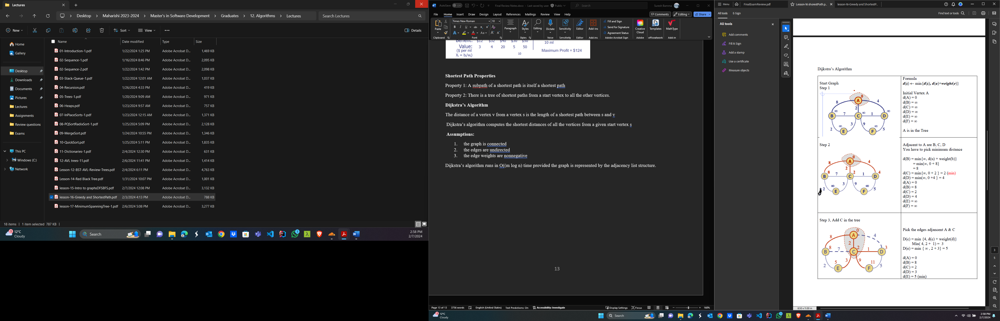 Lectures
Desktop > Maharishi 2023-2024 > Master's in Software Development > Graduates > 12. Algorithms > Lectures
Search Lectures
New
Sort
View
Details
Name Date modified Type Size
Home
Gallery
Desktop
Downloads
Documents
Pictures
Lectures
Assignments
Review questions
Exams
This PC
Windows (C:)
Network
01-Introduction-1.pdf 1/22/2024 1:25 PM Adobe Acrobat D... 1,469 KB
02-Sequence-1.pdf 1/16/2024 8:46 PM Adobe Acrobat D... 2,095 KB
02-Sequence-2.pdf 1/22/2024 1:42 PM Adobe Acrobat D... 2,098 KB
03-Stack-Queue-1.pdf 1/22/2024 12:01 AM Adobe Acrobat D... 1,037 KB
04-Recursion.pdf 1/26/2024 4:33 PM Adobe Acrobat D... 419 KB
05-Trees-1.pdf 1/20/2024 9:09 AM Adobe Acrobat D... 971 KB
06-Heaps.pdf 1/23/2024 9:57 AM Adobe Acrobat D... 757 KB
07-InPlaceSorts-1.pdf 1/23/2024 12:15 AM Adobe Acrobat D... 1,371 KB
08-PQSortRadixSort-1.pdf 1/25/2024 5:09 PM Adobe Acrobat D... 2,128 KB
09-MergeSort.pdf 1/24/2024 10:55 PM Adobe Acrobat D... 1,346 KB
10-QuickSort.pdf 1/25/2024 5:11 PM Adobe Acrobat D... 1,835 KB
11-Dictionaries-1.pdf 2/4/2024 12:30 PM Adobe Acrobat D... 631 KB
12-AVL trees-11.pdf 2/6/2024 11:41 PM Adobe Acrobat D... 1,414 KB
Lesson-12-BST-AVL-Review-Trees.pdf 2/4/2024 6:11 PM Adobe Acrobat D... 4,763 KB
Lesson-14-Red Black Tree.pdf 1/31/2024 10:07 PM Adobe Acrobat D... 1,001 KB
lesson-15-Intro to graphsDFSBFS.pdf 2/7/2024 12:08 PM Adobe Acrobat D... 3,132 KB
lesson-16-Greedy and ShortestPath.pdf 2/3/2024 4:13 PM Adobe Acrobat D... 788 KB
lesson-17-MinimumSpanningTree-1.pdf 2/6/2024 5:08 PM Adobe Acrobat D... 3,277 KB
18 items 1 item selected 787 KB
1 12°C
Cloudy
Search
1
2:58 PM
2/7/2024
AutoSave Off Final Review Notes.docx - Last saved by user Public Search Suresh Bamma
File Home Insert Draw Design Layout References Mailings Review View Help Comments Editing Share
Times New Roman 10
Paste Paragraph Styles Editing Dictate Sensitivity Editor Add-ins Creative Cloud Templates MathType
Fill and Sign
Send for Signature
Agreement Status
Clipboard Font Styles Voice Sensitivity Editor Add-ins Adobe Acrobat Sign Adobe officeatwork Add-in
Benefit: $12 $32 $40 $30 $50
10 ml
Value: 3 4 20 5 50
($ per ml
Maximum Profit = $124
Xi = bi/wi)
10
Shortest Path Properties
Property 1: A subpath of a shortest path is itself a shortest path
Property 2: There is a tree of shortest paths from a start vertex to all the other vertices.
Dijkstra's Algorithm
The distance of a vertex v from a vertex s is the length of a shortest path between s and v
Dijkstra's algorithm computes the shortest distances of all the vertices from a given start vertex s
Assumptions:
1. the graph is connected
2. the edges are undirected
3. the edge weights are nonnegative
Dijkstra's algorithm runs in O((m log n) time provided the graph is represented by the adjacency list structure.
13
Page 13 of 13 3756 words English (United States) Text Predictions: On Accessibility: Investigate Display Settings Focus 160%
1 12°C
Cloudy
Search
1
2:58 PM
2/7/2024
Menu FinalExamReview.pdf Lesson-16 shorestPath.p... lesson-16-Greedy and ShortestP...
All tools E-Sign Find text or tools
All tools
Add comments
Fill & Sign
Add a stamp
Use a certificate
Measure objects
Dijkstra's Algorithm
Start Graph
Step 1
0
A
8 4
2
∞ ∞ ∞
B 7 C 1 D
2 ∞ 3 9 ∞ 5
E F
Formula
d(z) ← min{d(z), d(u)+weight(e)}
Initial Vertex A
d(A) = 0
d(B) = ∞
d(C) = ∞
d(D) = ∞
d(E) = ∞
d(F) = ∞
A is in the Tree
Step 2
0
A
8 4
2
8 2 4
B 7 C 1 D
2 ∞ 3 9 ∞ 5
E F
Adjacent to A are B, C, D
You have to pick minimum distance
d(B) = min{∞, d(u) + weight(b)}
= min(∞, 0 + 8}
= 8
d(C) = min{∞, 0 + 2 } = 2 (min)
d(D) = min(∞, 0 +4 } = 4
d(A) = 0
d(B) = 8
d(C) = 2
d(D) = 4
d(E) = ∞
d(F) = ∞
Step 3, Add C in the tree
0
A
8 4
2
8 2 3
B 7 C 1 D
2 5 3 9 11 5
E F
Pick the edges adjancent A & C
D(c) = min {4, d(c) + weight(d)}
Min( 4, 2 + 1) = 3
D(e) = min { ∞ , 2 + 3} = 5
d(A) = 0
d(B) = 8
d(C) = 2
d(D) = 3
d(E) = 5 (min)
3
5
8.50 x 11.00 in